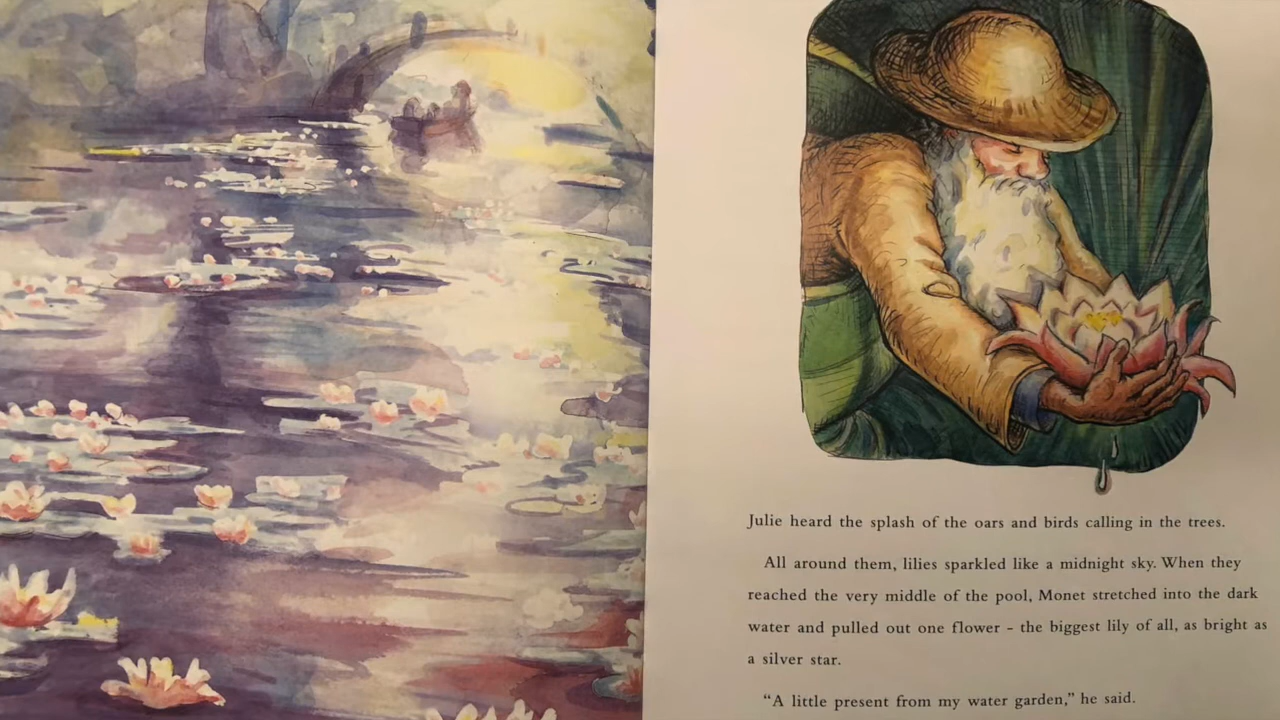 Julie heard the splash of the oars and birds calling in the trees.
All around them, lilies sparkled like a midnight sky. When they
reached the very middle of the pool, Monet stretched into the dark
water and pulled out one flower – the biggest lily of all, as bright as
a silver star.
“A little present from my water garden,” he said.